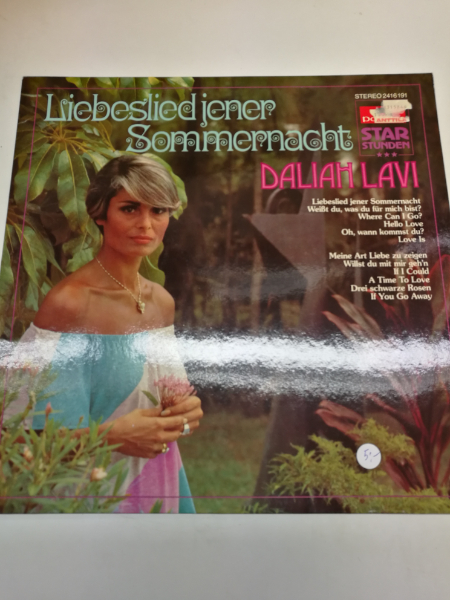 Liebeslied jener
Sommernacht
STEREO 2416 191
STAR
STUNDEN
DALIAH LAVI
Liebeslied jener Sommernacht
Weißt du, was du für mich bist?
Where Can I Go?
Hello Love
Oh, wann kommst du?
Love Is
Meine Art Liebe zu zeigen
Willst du mit mir geh'n
If I Could
A Time To Love
Drei schwarze Rosen
If You Go Away
5,-